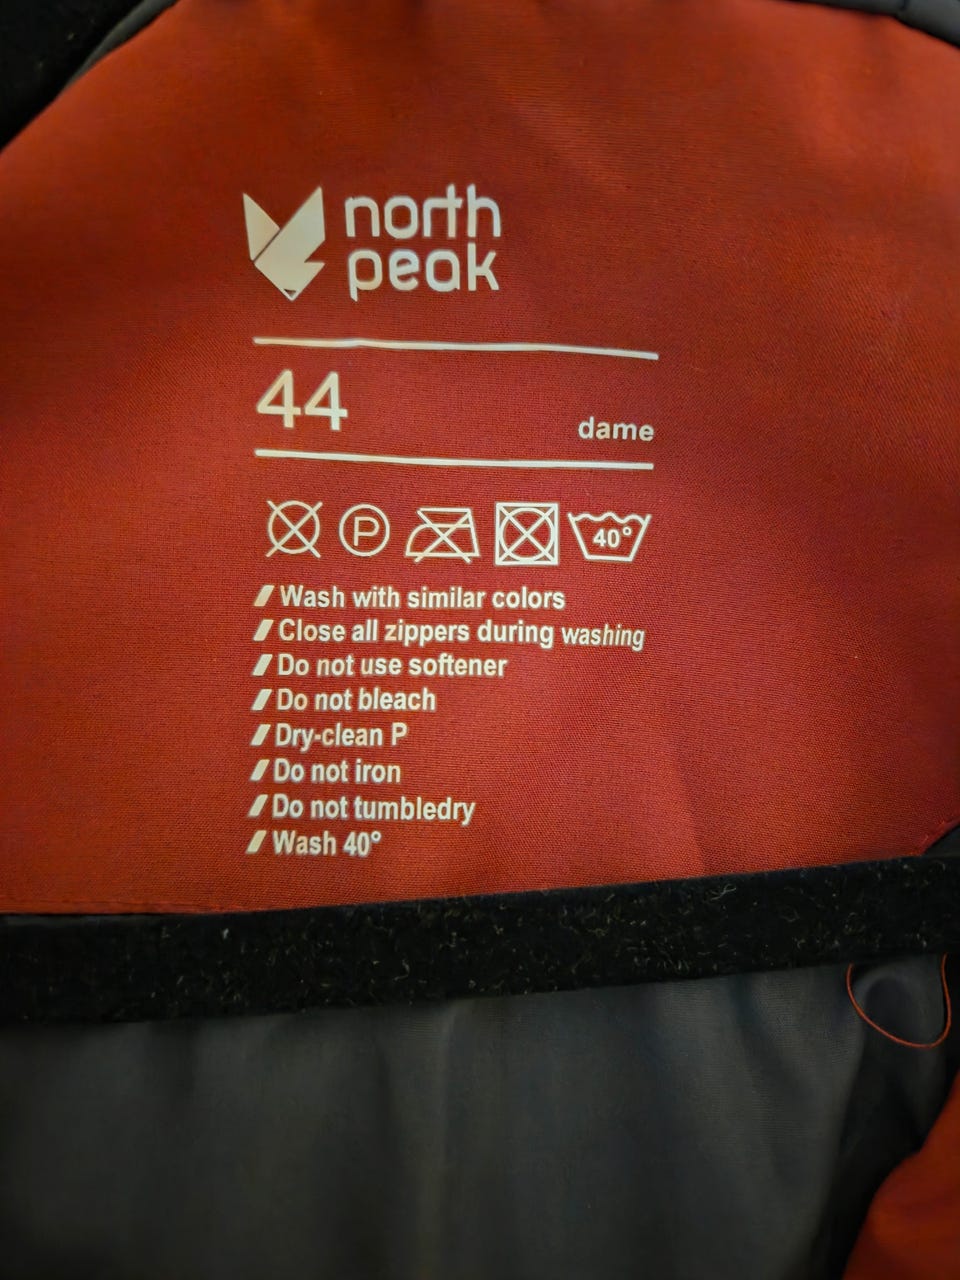 north
peak
44
dame
P 40°
Wash with similar colors
Close all zippers during washing
Do not use softener
Do not bleach
Dry-clean P
Do not iron
Do not tumbledry
Wash 40°